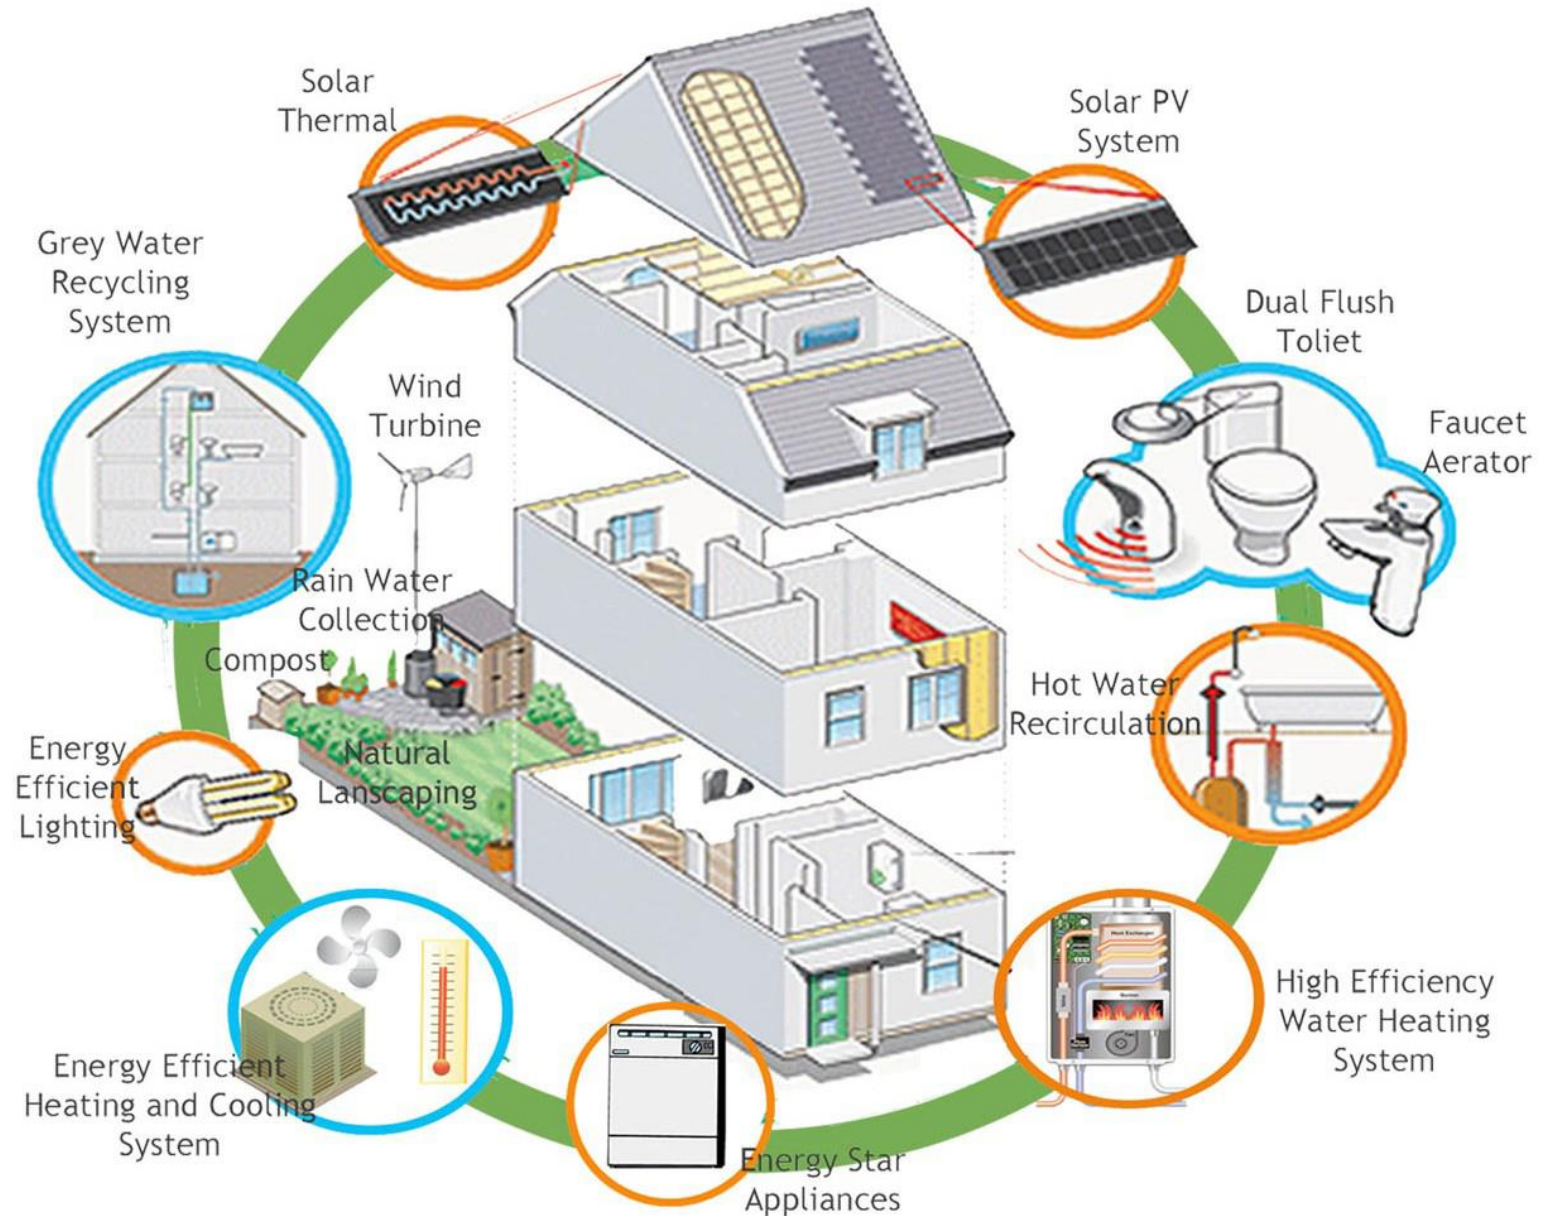 Solar
Thermal
Solar PV
System
Grey Water
Recycling
System
Dual Flush
Toliet
Wind
Turbine
Faucet
Aerator
Rain Water
Collection
Compost
Hot Water
Recirculation
Energy
Efficient
Lighting
Natural
Lanscaping
Heat Exchanger
High Efficiency
Water Heating
System
Energy Efficient
Heating and Cooling
System
Energy Star
Appliances